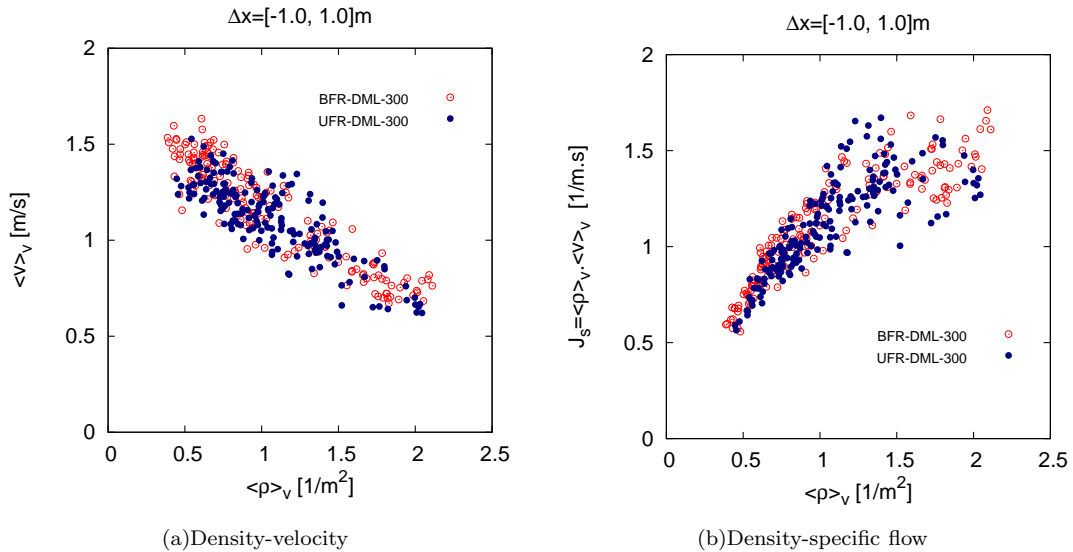 Δx=[-1.0, 1.0]m
2
1.5
1
0.5
0
0 0.5 1 1.5 2 2.5
<v>ᵥ [m/s]
<ρ>ᵥ [1/m²]
BFR-DML-300
UFR-DML-300
(a)Density-velocity
Δx=[-1.0, 1.0]m
2
1.5
1
0.5
0
0 0.5 1 1.5 2 2.5
Jₛ=<ρ>ᵥ.<v>ᵥ [1/m.s]
<ρ>ᵥ [1/m²]
BFR-DML-300
UFR-DML-300
(b)Density-specific flow